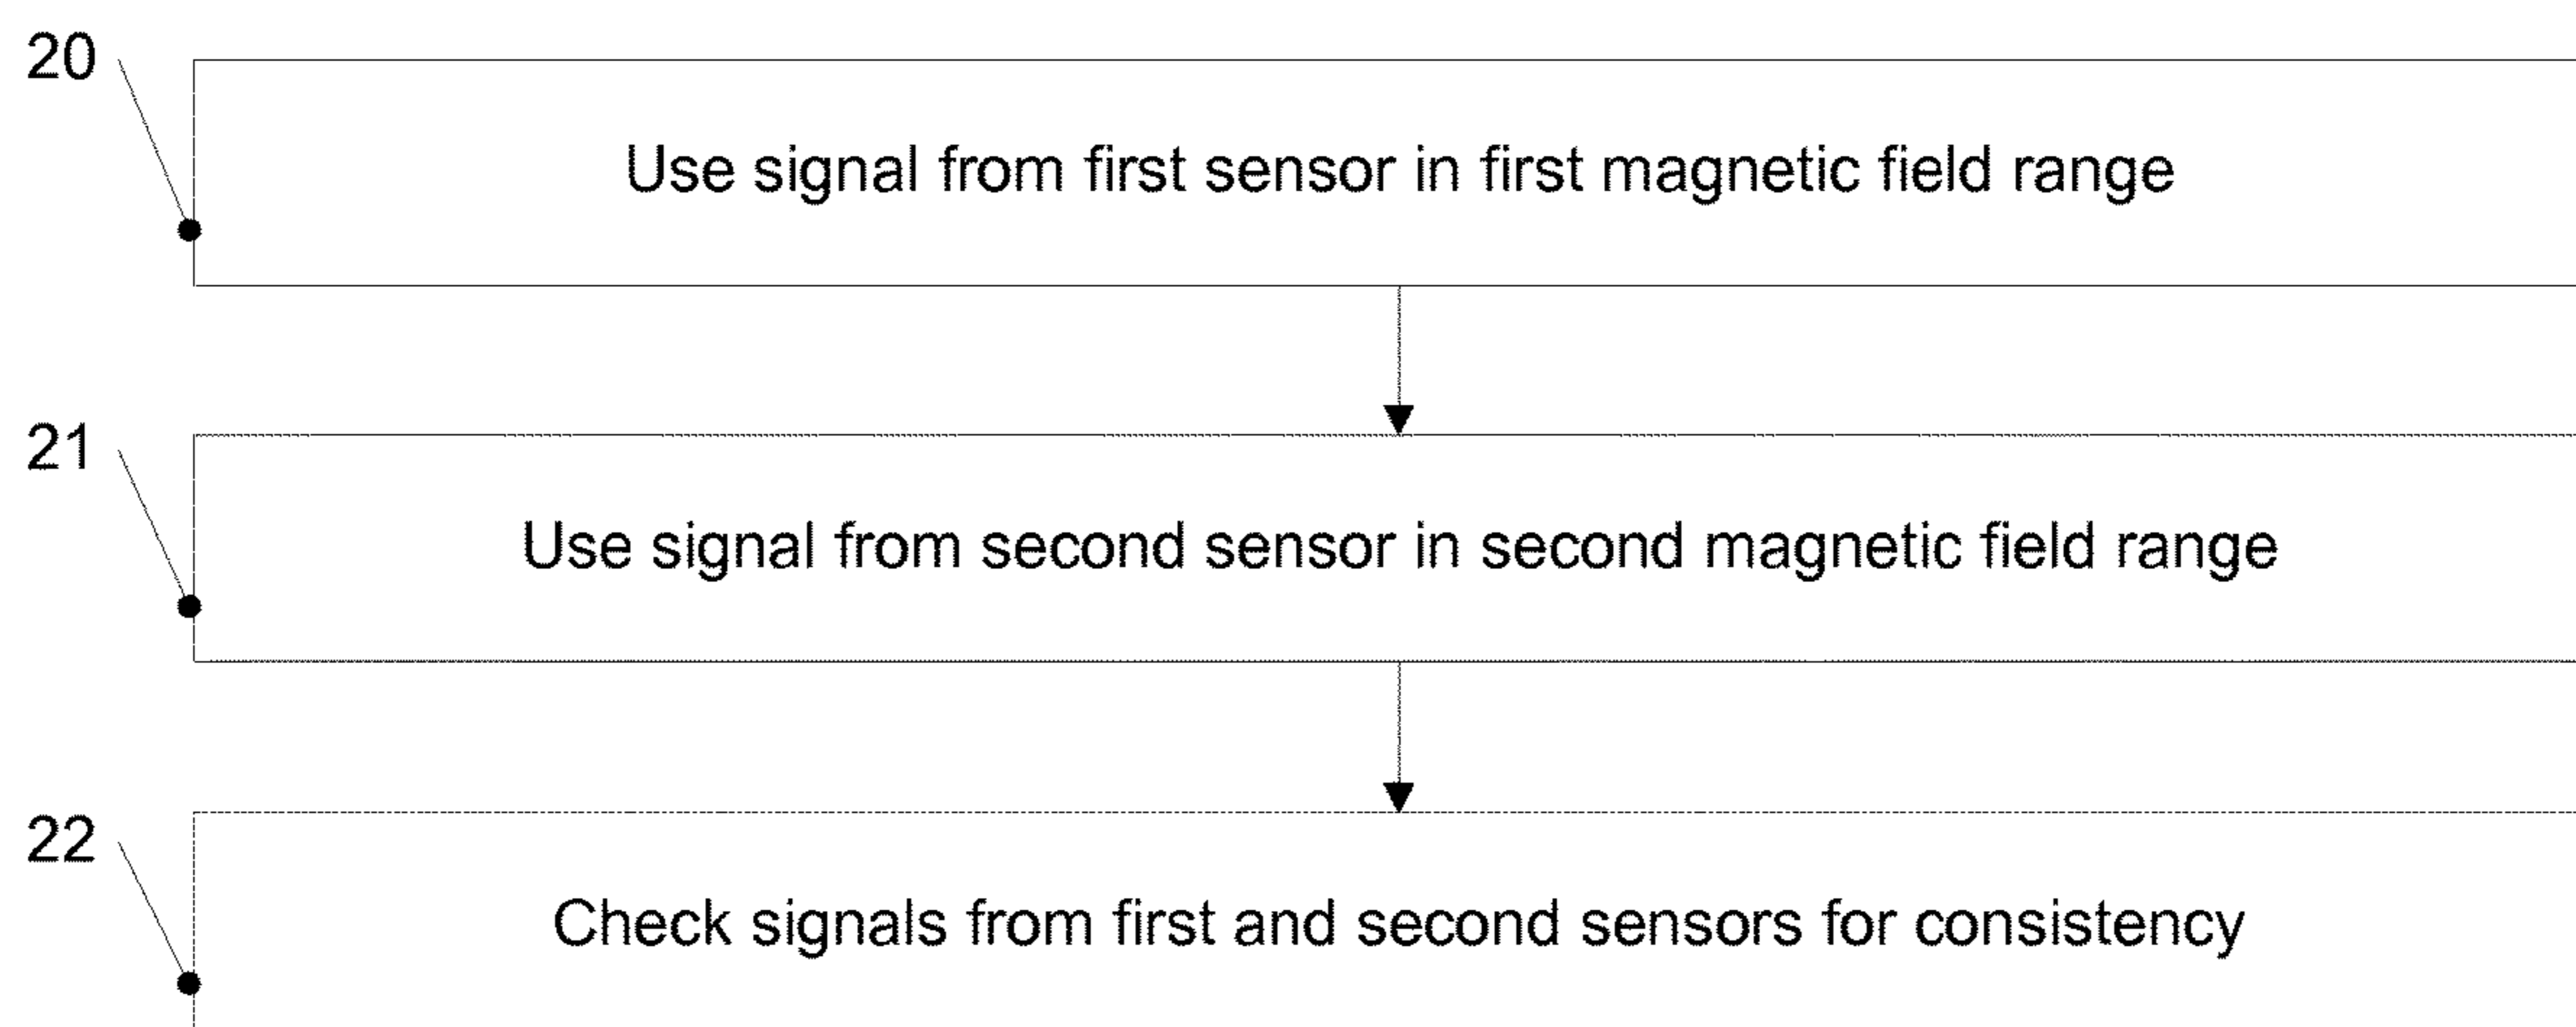 20
Use signal from first sensor in first magnetic field range
21
Use signal from second sensor in second magnetic field range
22
Check signals from first and second sensors for consistency